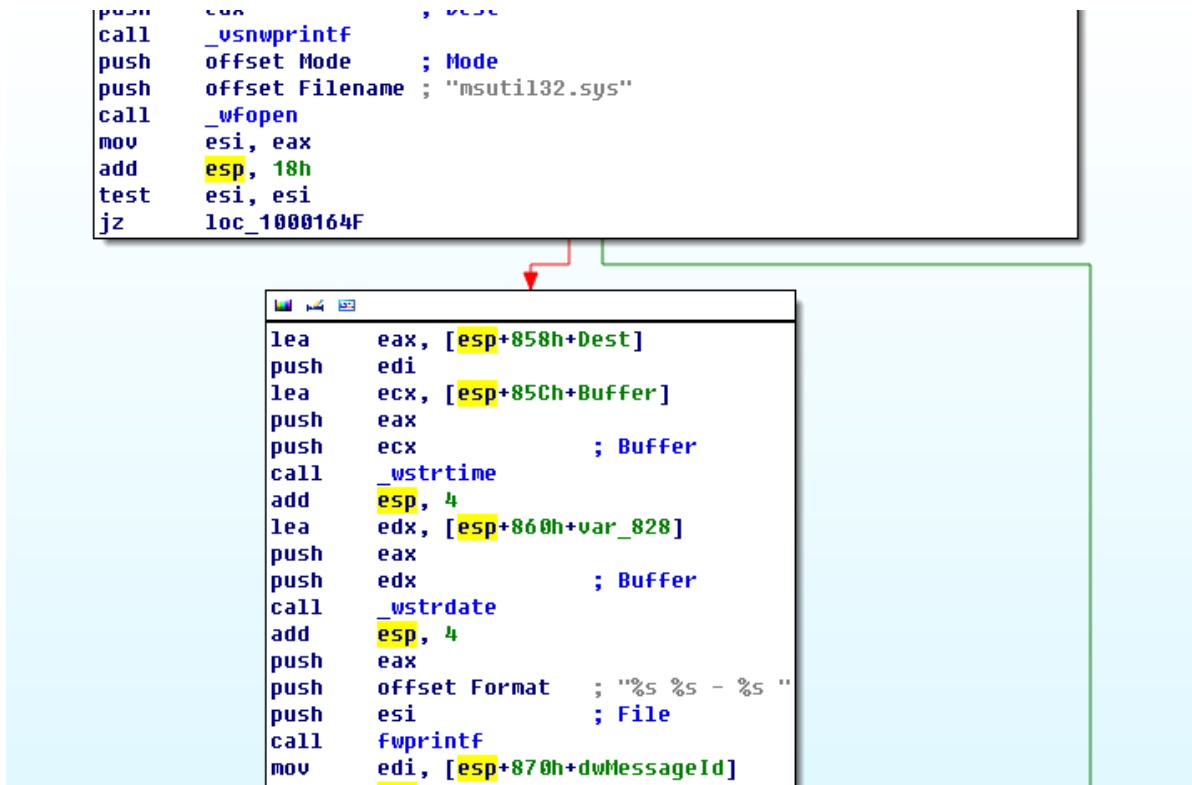 call _vsnwprintf
push offset Mode ; Mode
push offset Filename ; "msutil32.sys"
call _wfopen
mov esi, eax
add esp, 18h
test esi, esi
jz loc_1000164F
lea eax, [esp+858h+Dest]
push edi
lea ecx, [esp+85Ch+Buffer]
push eax
push ecx ; Buffer
call _wstrtime
add esp, 4
lea edx, [esp+860h+var_828]
push eax
push edx ; Buffer
call _wstrdate
add esp, 4
push eax
push offset Format ; "%s %s - %s "
push esi ; File
call fwprintf
mov edi, [esp+870h+dwMessageId]